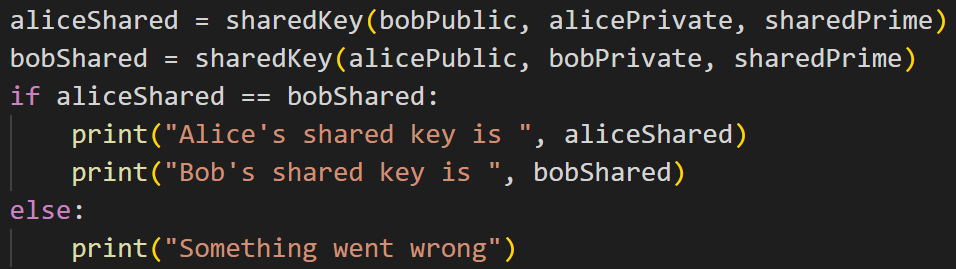 aliceShared = sharedKey(bobPublic, alicePrivate, sharedPrime)
bobShared = sharedKey(alicePublic, bobPrivate, sharedPrime)
if aliceShared == bobShared:
    print("Alice's shared key is ", aliceShared)
    print("Bob's shared key is ", bobShared)
else:
    print("Something went wrong")